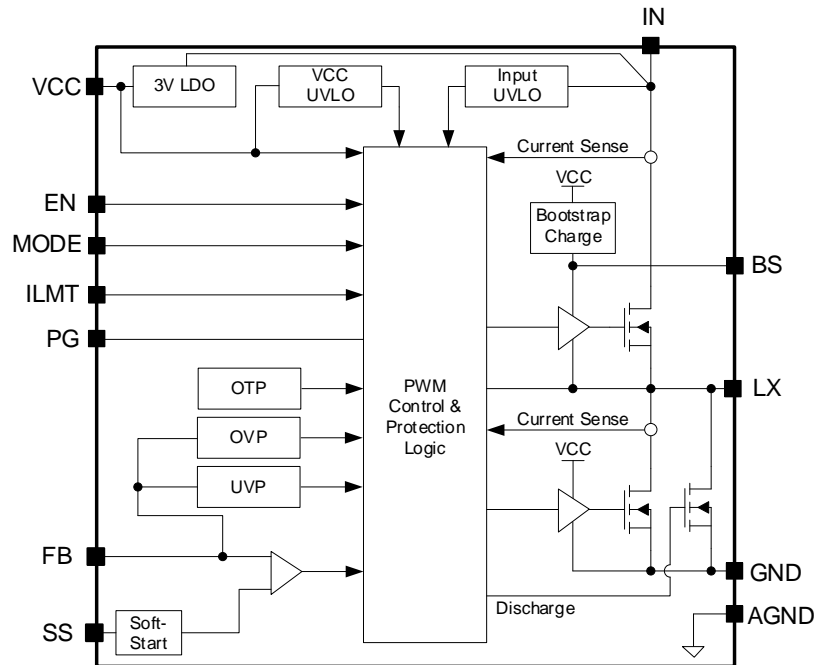 IN
VCC
3V LDO
VCC
UVLO
Input
UVLO
Current Sense
VCC
EN
Bootstrap
Charge
MODE
BS
ILMT
PG
OTP
PWM
Control &
Protection
Logic
LX
Current Sense
OVP
VCC
UVP
FB
GND
Discharge
AGND
SS
Soft-
Start